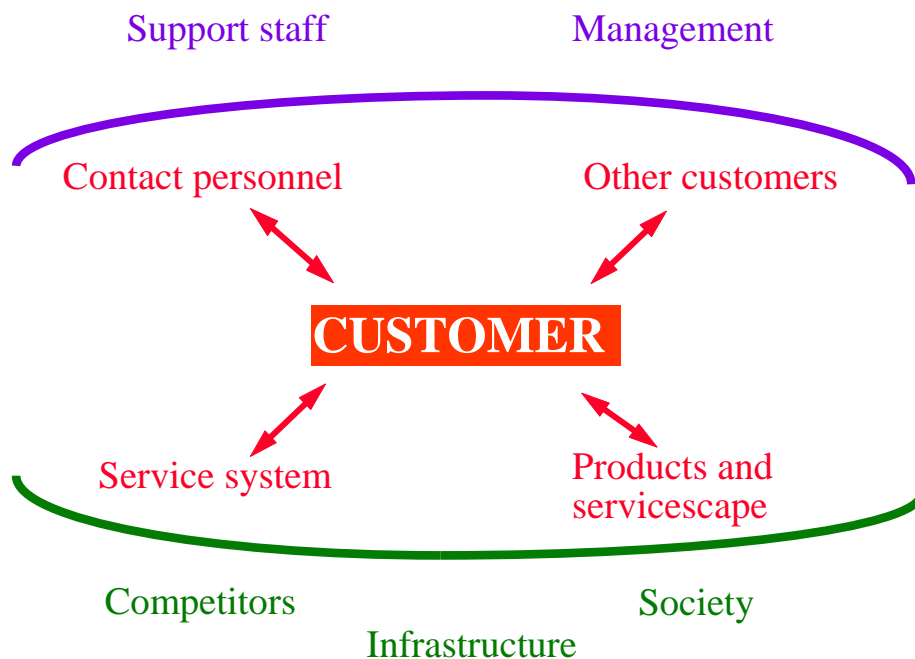 Support staff
Management
Contact personnel
Other customers
CUSTOMER
Service system
Products and
servicescape
Competitors
Society
Infrastructure